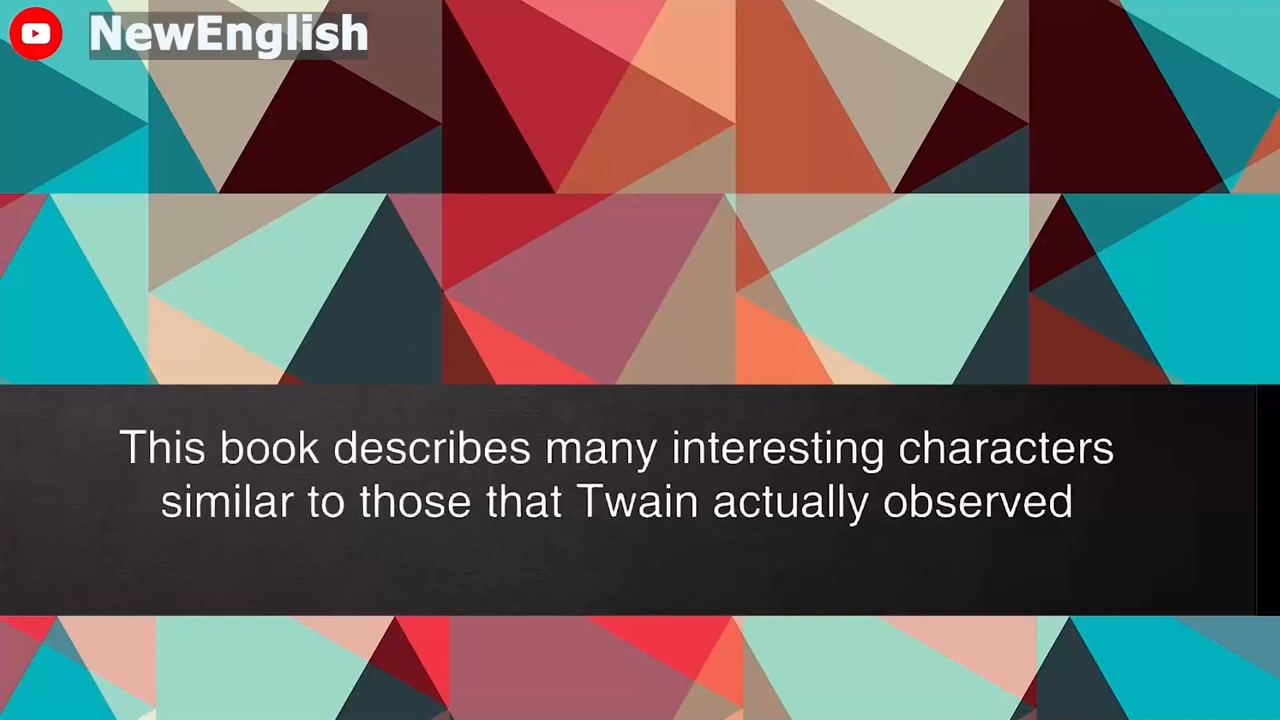 NewEnglish
This book describes many interesting characters
similar to those that Twain actually observed